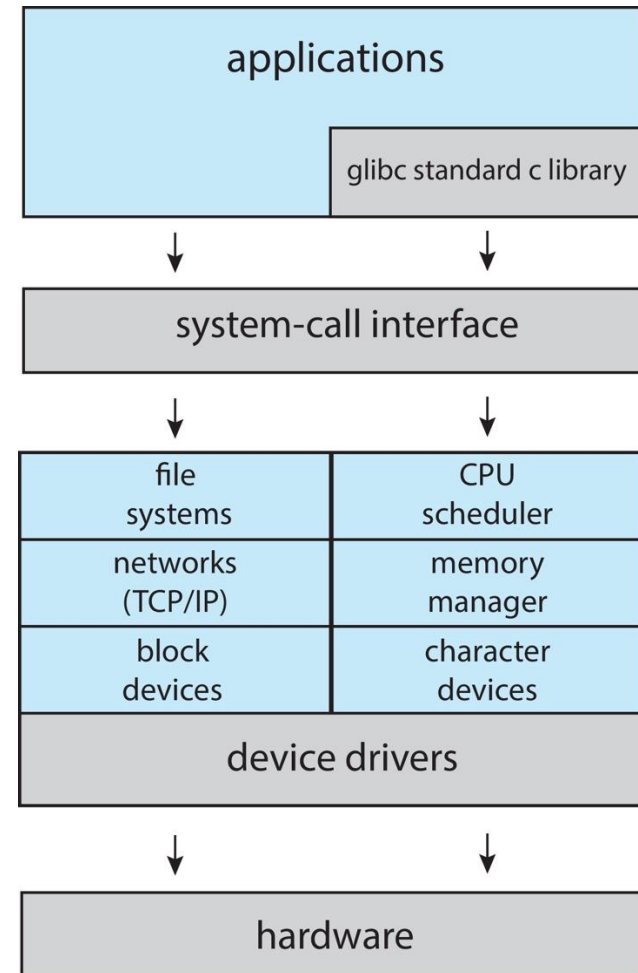 applications
glibc standard c library
system-call interface
file
systems
CPU
scheduler
networks
(TCP/IP)
memory
manager
block
devices
character
devices
device drivers
hardware